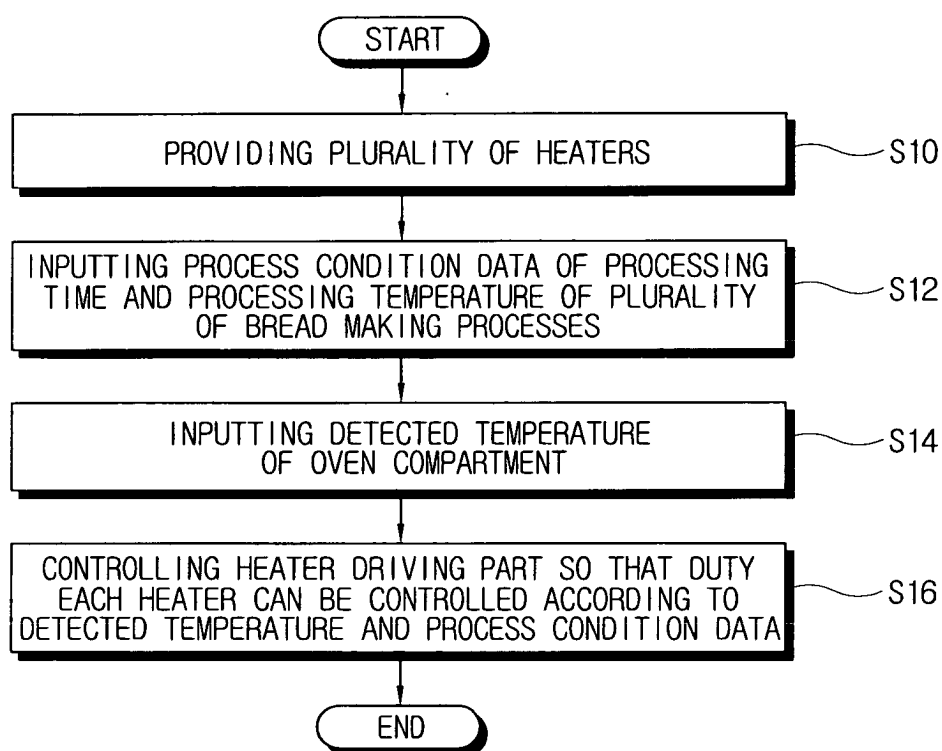 START
PROVIDING PLURALITY OF HEATERS
S10
INPUTTING PROCESS CONDITION DATA OF PROCESSING
TIME AND PROCESSING TEMPERATURE OF PLURALITY
OF BREAD MAKING PROCESSES
S12
INPUTTING DETECTED TEMPERATURE
OF OVEN COMPARTMENT
S14
CONTROLLING HEATER DRIVING PART SO THAT DUTY
EACH HEATER CAN BE CONTROLLED ACCORDING TO
DETECTED TEMPERATURE AND PROCESS CONDITION DATA
S16
END